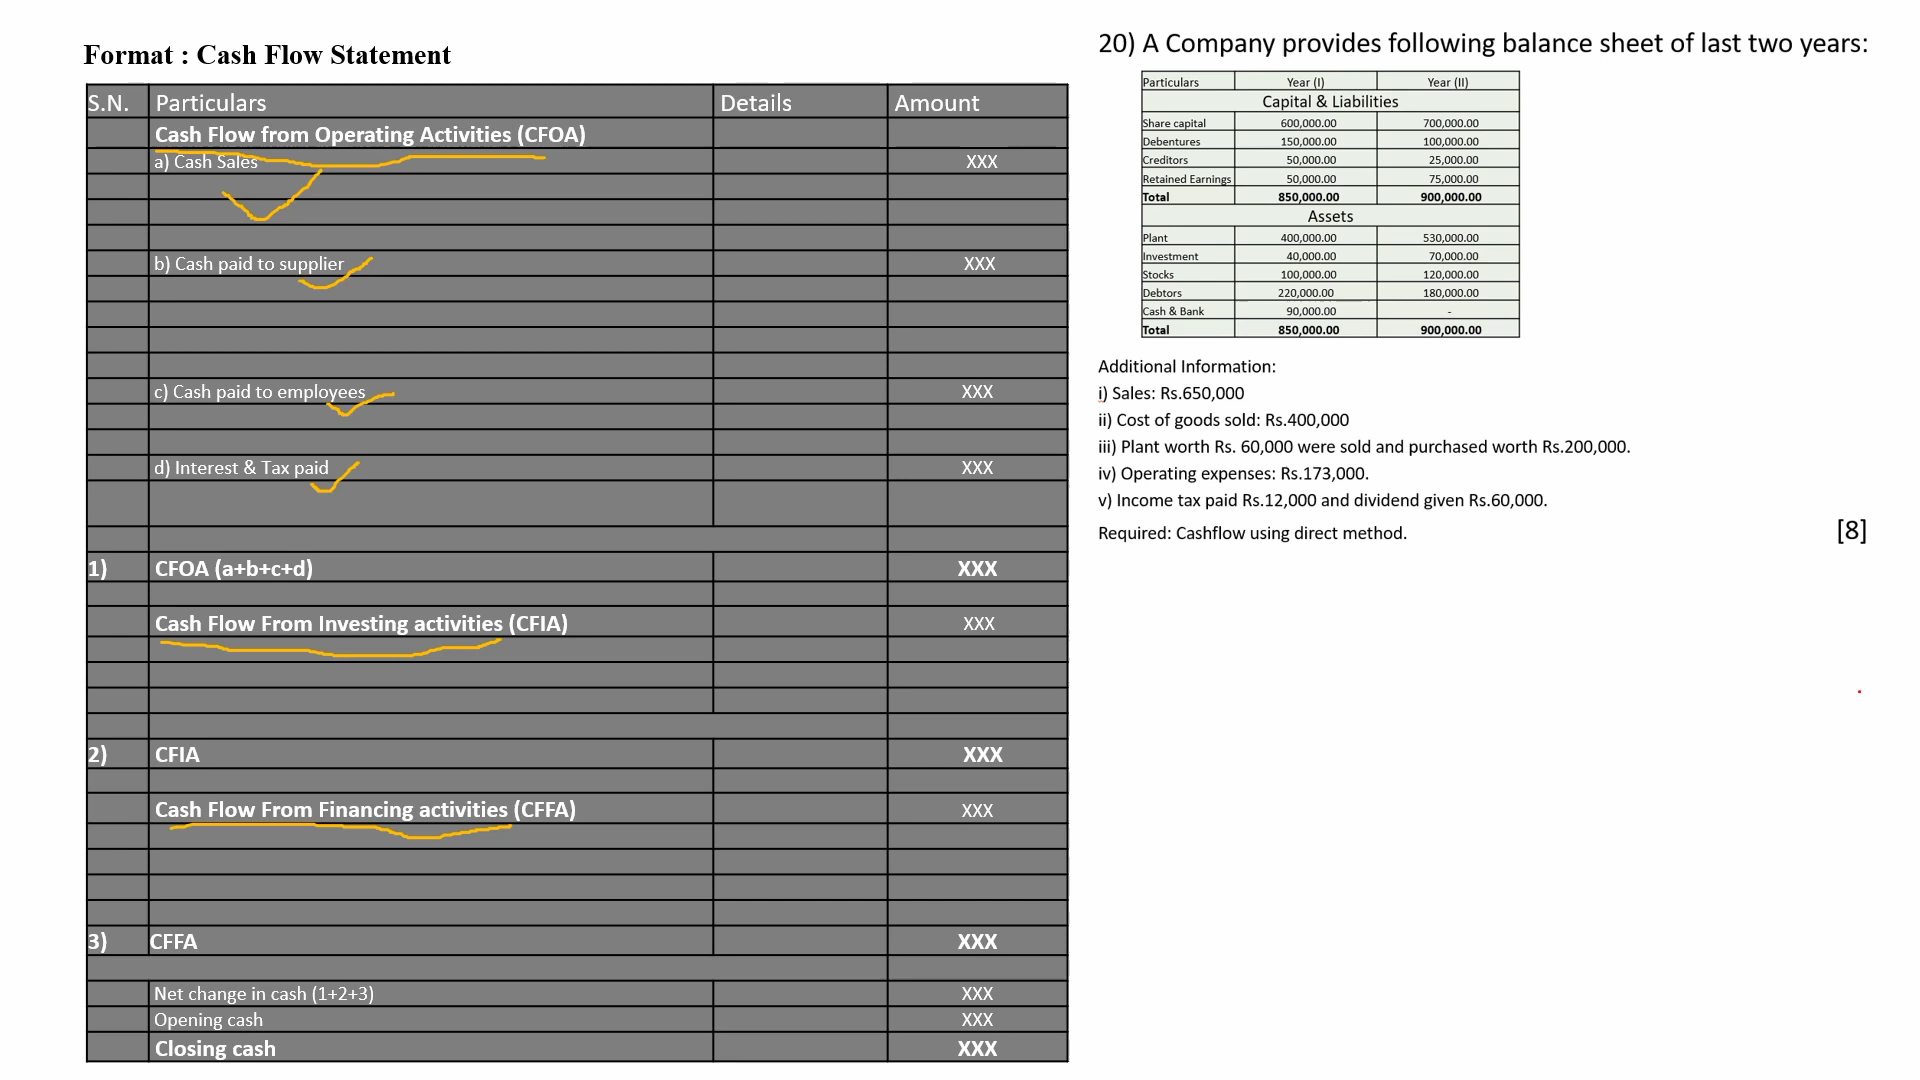 Format : Cash Flow Statement
S.N. Particulars Details Amount
Cash Flow from Operating Activities (CFOA)
a) Cash Sales XXX
b) Cash paid to supplier XXX
c) Cash paid to employees XXX
d) Interest & Tax paid XXX
1) CFOA (a+b+c+d) XXX
Cash Flow From Investing activities (CFIA) XXX
2) CFIA XXX
Cash Flow From Financing activities (CFFA) XXX
3) CFFA XXX
Net change in cash (1+2+3) XXX
Opening cash XXX
Closing cash XXX
20) A Company provides following balance sheet of last two years:
Particulars Year (I) Year (II)
Capital & Liabilities
Share capital 600,000.00 700,000.00
Debentures 150,000.00 100,000.00
Creditors 50,000.00 25,000.00
Retained Earnings 50,000.00 75,000.00
Total 850,000.00 900,000.00
Assets
Plant 400,000.00 530,000.00
Investment 40,000.00 70,000.00
Stocks 100,000.00 120,000.00
Debtors 220,000.00 180,000.00
Cash & Bank 90,000.00 -
Total 850,000.00 900,000.00
Additional Information:
i) Sales: Rs.650,000
ii) Cost of goods sold: Rs.400,000
iii) Plant worth Rs. 60,000 were sold and purchased worth Rs.200,000.
iv) Operating expenses: Rs.173,000.
v) Income tax paid Rs.12,000 and dividend given Rs.60,000.
Required: Cashflow using direct method. [8]